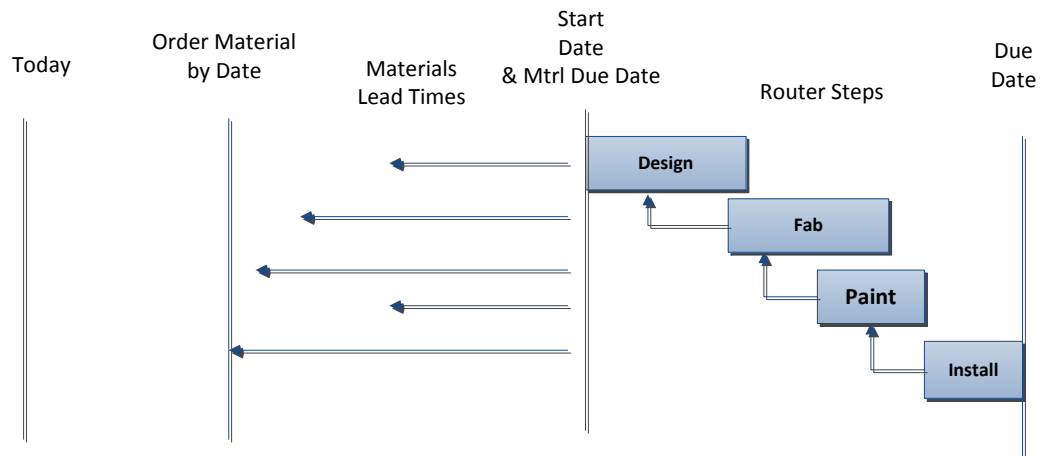 Today
Order Material
by Date
Materials
Lead Times
Start
Date
& Mtrl Due Date
Router Steps
Due
Date
Design
Fab
Paint
Install